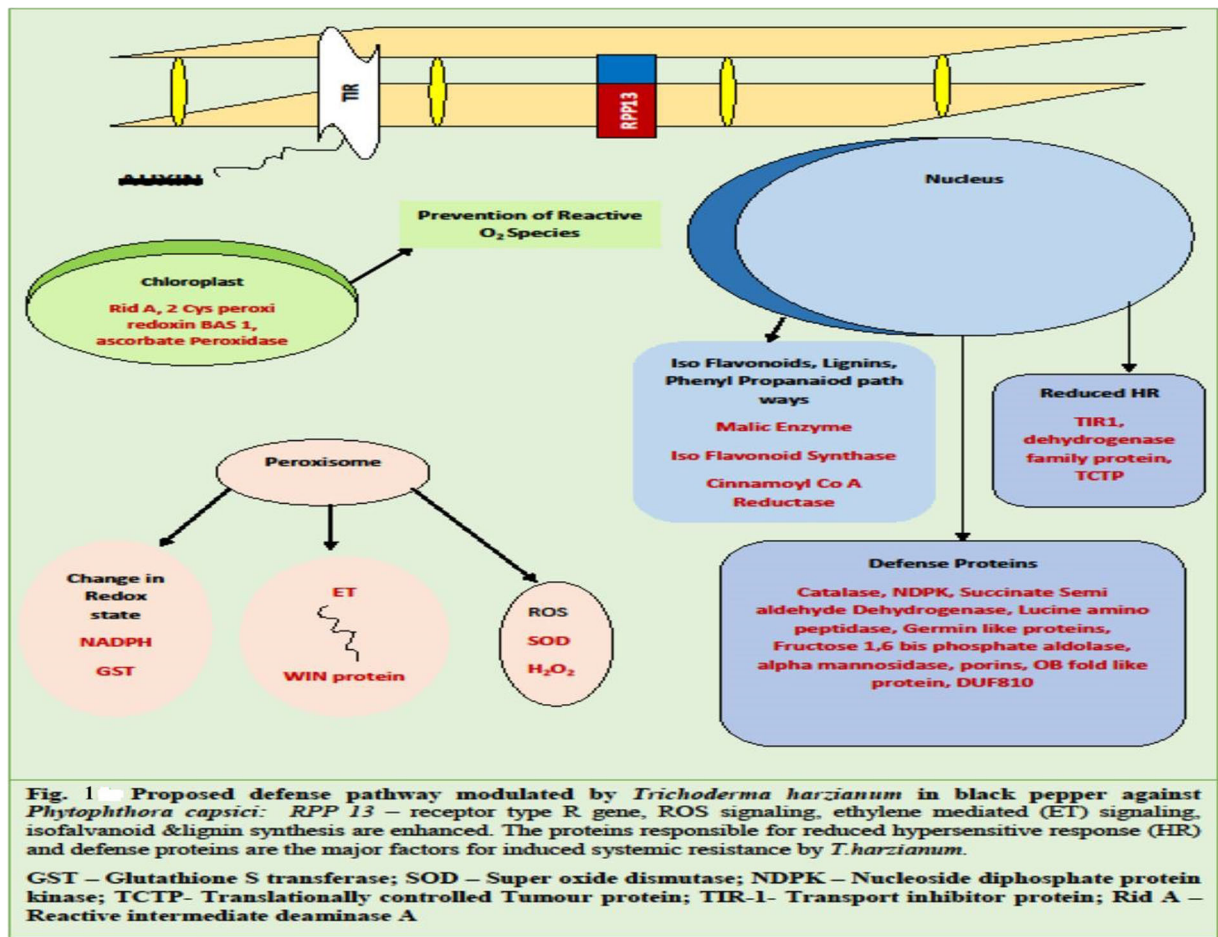 TIR
RPP13
AUXIN
Nucleus
Prevention of Reactive
O₂ Species
Chloroplast
Rid A, 2 Cys peroxi
redoxin BAS 1,
ascorbate Peroxidase
Iso Flavonoids, Lignins,
Phenyl Propanaiod path
ways
Malic Enzyme
Iso Flavonoid Synthase
Cinnamoyl Co A
Reductase
Reduced HR
TIR1,
dehydrogenase
family protein,
TCTP
Peroxisome
Change in
Redox
state
NADPH
GST
ET
WIN protein
ROS
SOD
H₂O₂
Defense Proteins
Catalase, NDPK, Succinate Semi
aldehyde Dehydrogenase, Lucine amino
peptidase, Germin like proteins,
Fructose 1,6 bis phosphate aldolase,
alpha mannosidase, porins, OB fold like
protein, DUF810
Fig. 1 Proposed defense pathway modulated by Trichoderma harzianum in black pepper against
Phytophthora capsici: RPP 13 – receptor type R gene, ROS signaling, ethylene mediated (ET) signaling,
isofalvanoid &lignin synthesis are enhanced. The proteins responsible for reduced hypersensitive response (HR)
and defense proteins are the major factors for induced systemic resistance by T.harzianum.
GST – Glutathione S transferase; SOD – Super oxide dismutase; NDPK – Nucleoside diphosphate protein
kinase; TCTP- Translationally controlled Tumour protein; TIR-1- Transport inhibitor protein; Rid A –
Reactive intermediate deaminase A